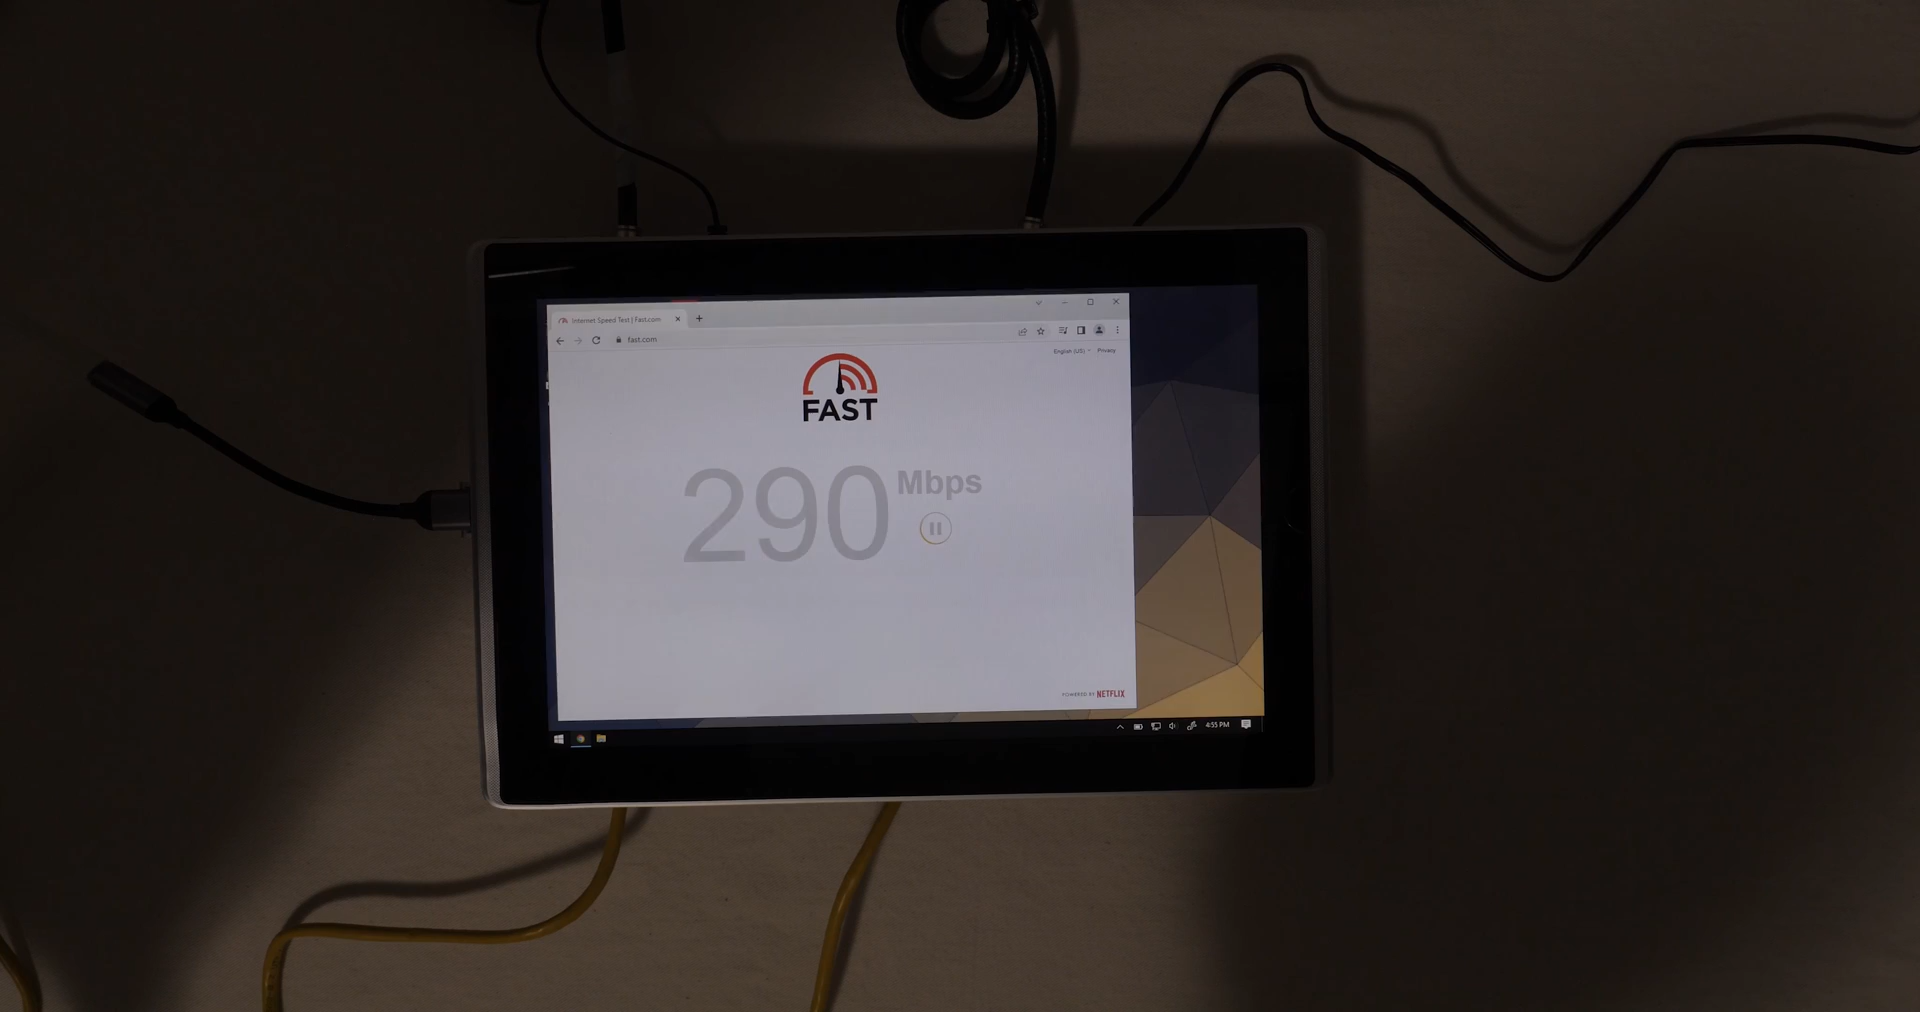 Internet Speed Test | Fast.com
fast.com
English (US)
Privacy
FAST
290 Mbps
POWERED BY NETFLIX
4:55 PM